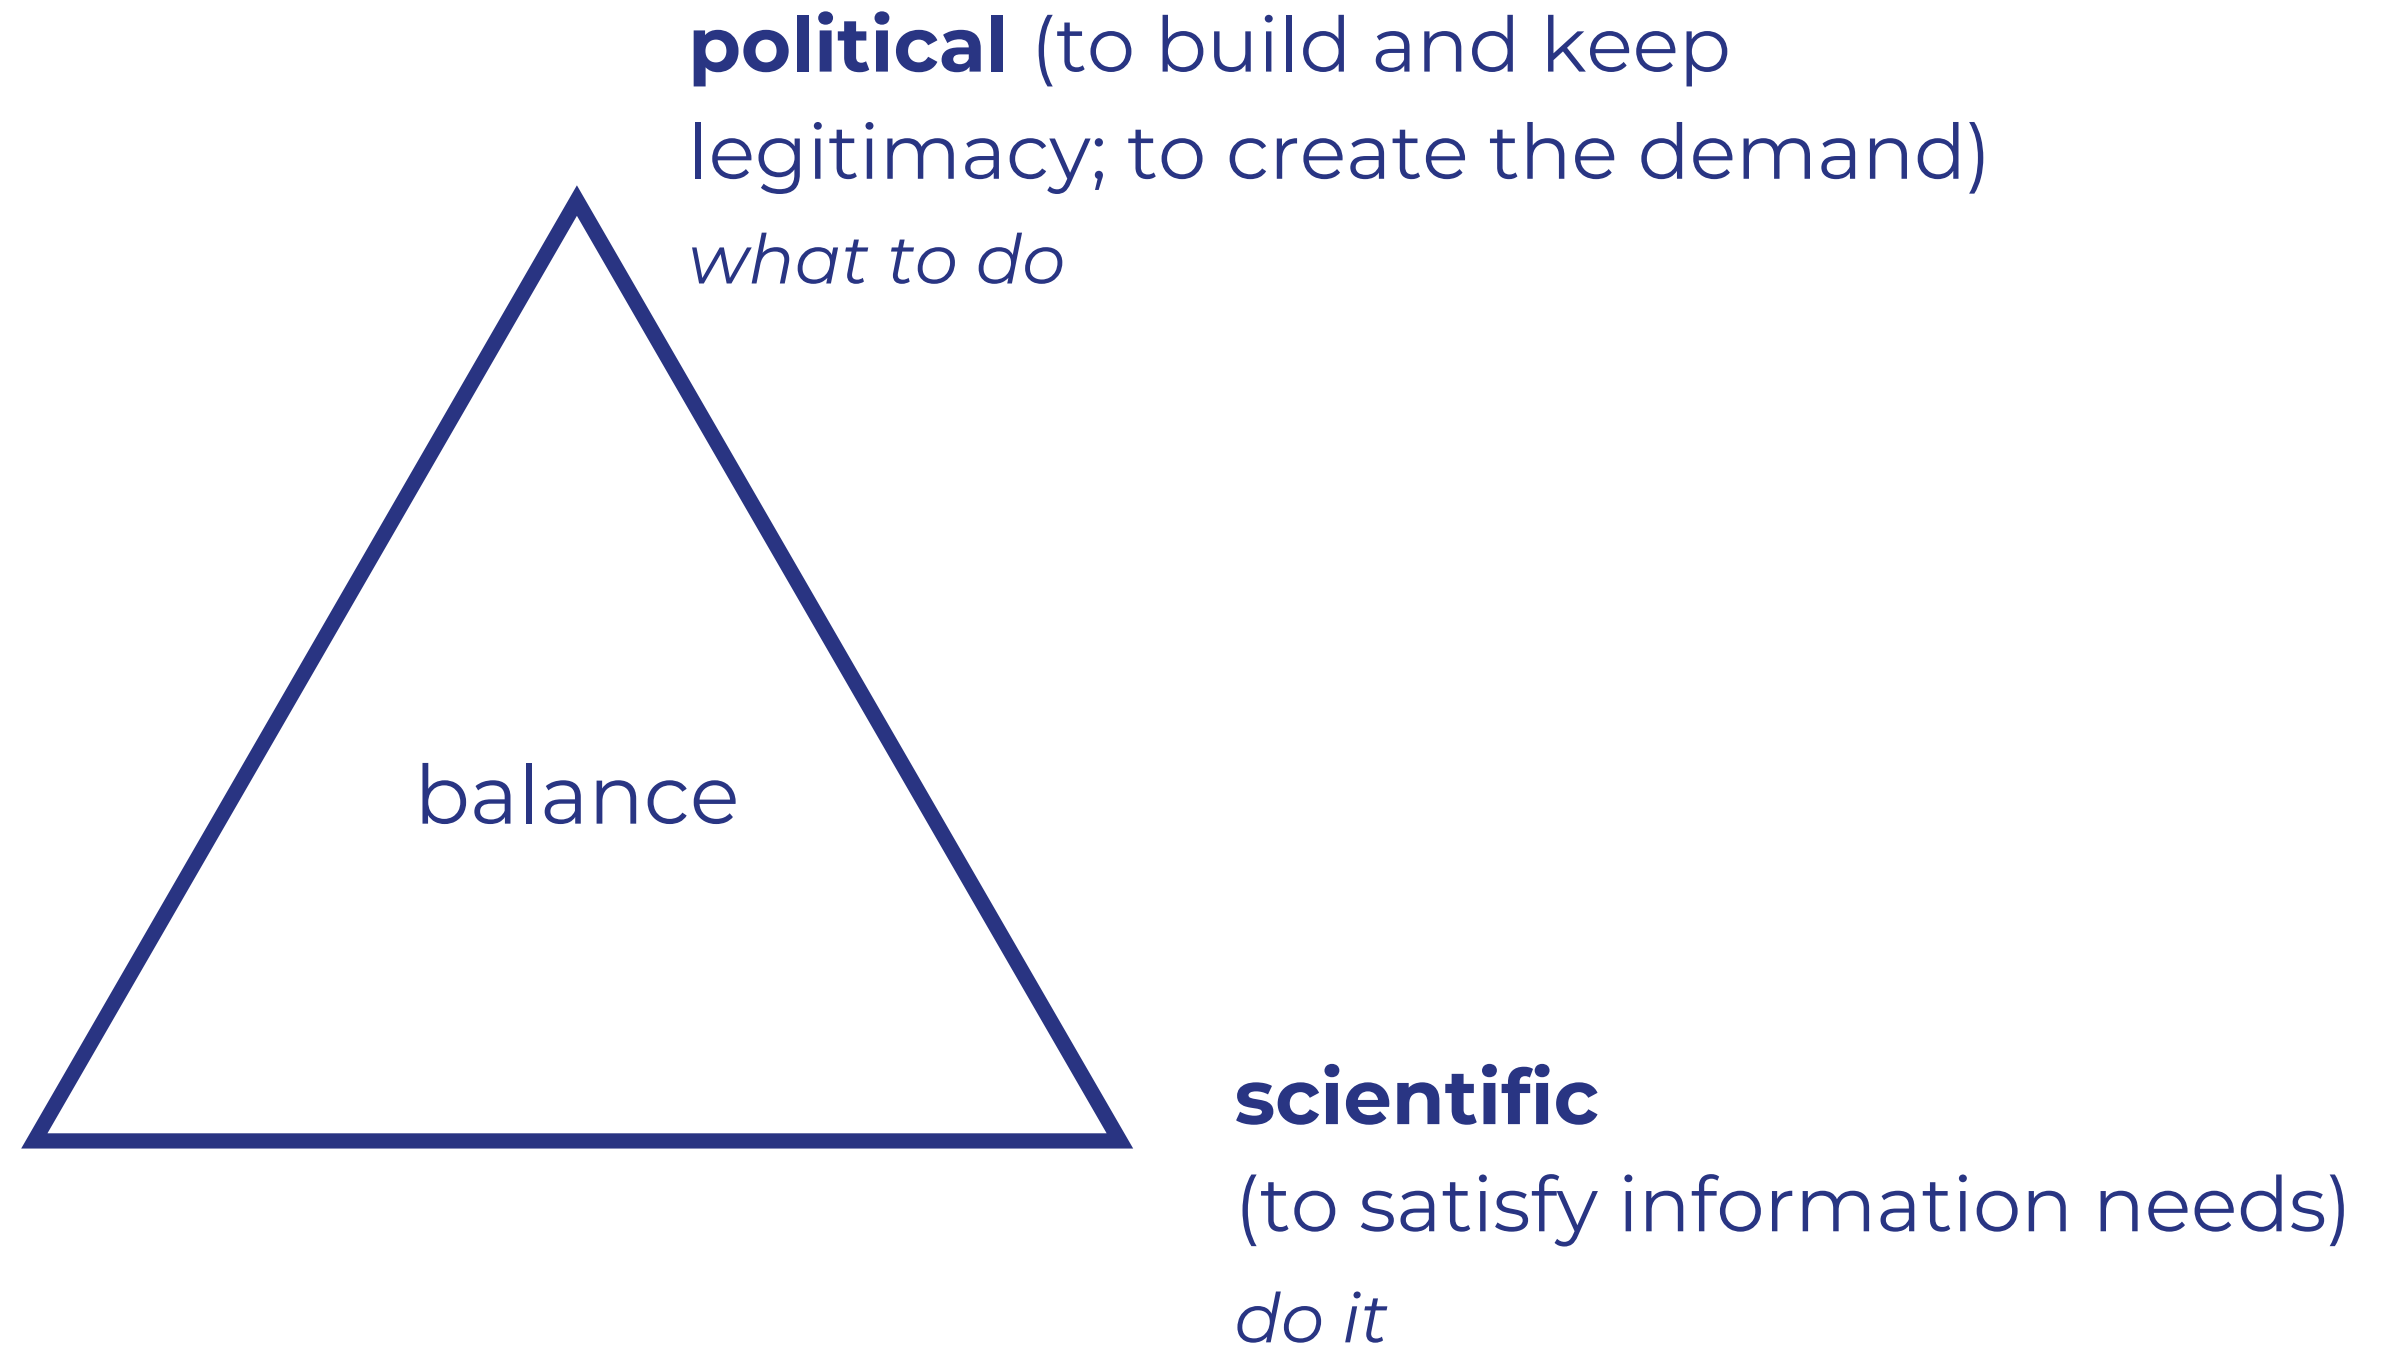 political (to build and keep
legitimacy; to create the demand)
what to do
balance
scientific
(to satisfy information needs)
do it